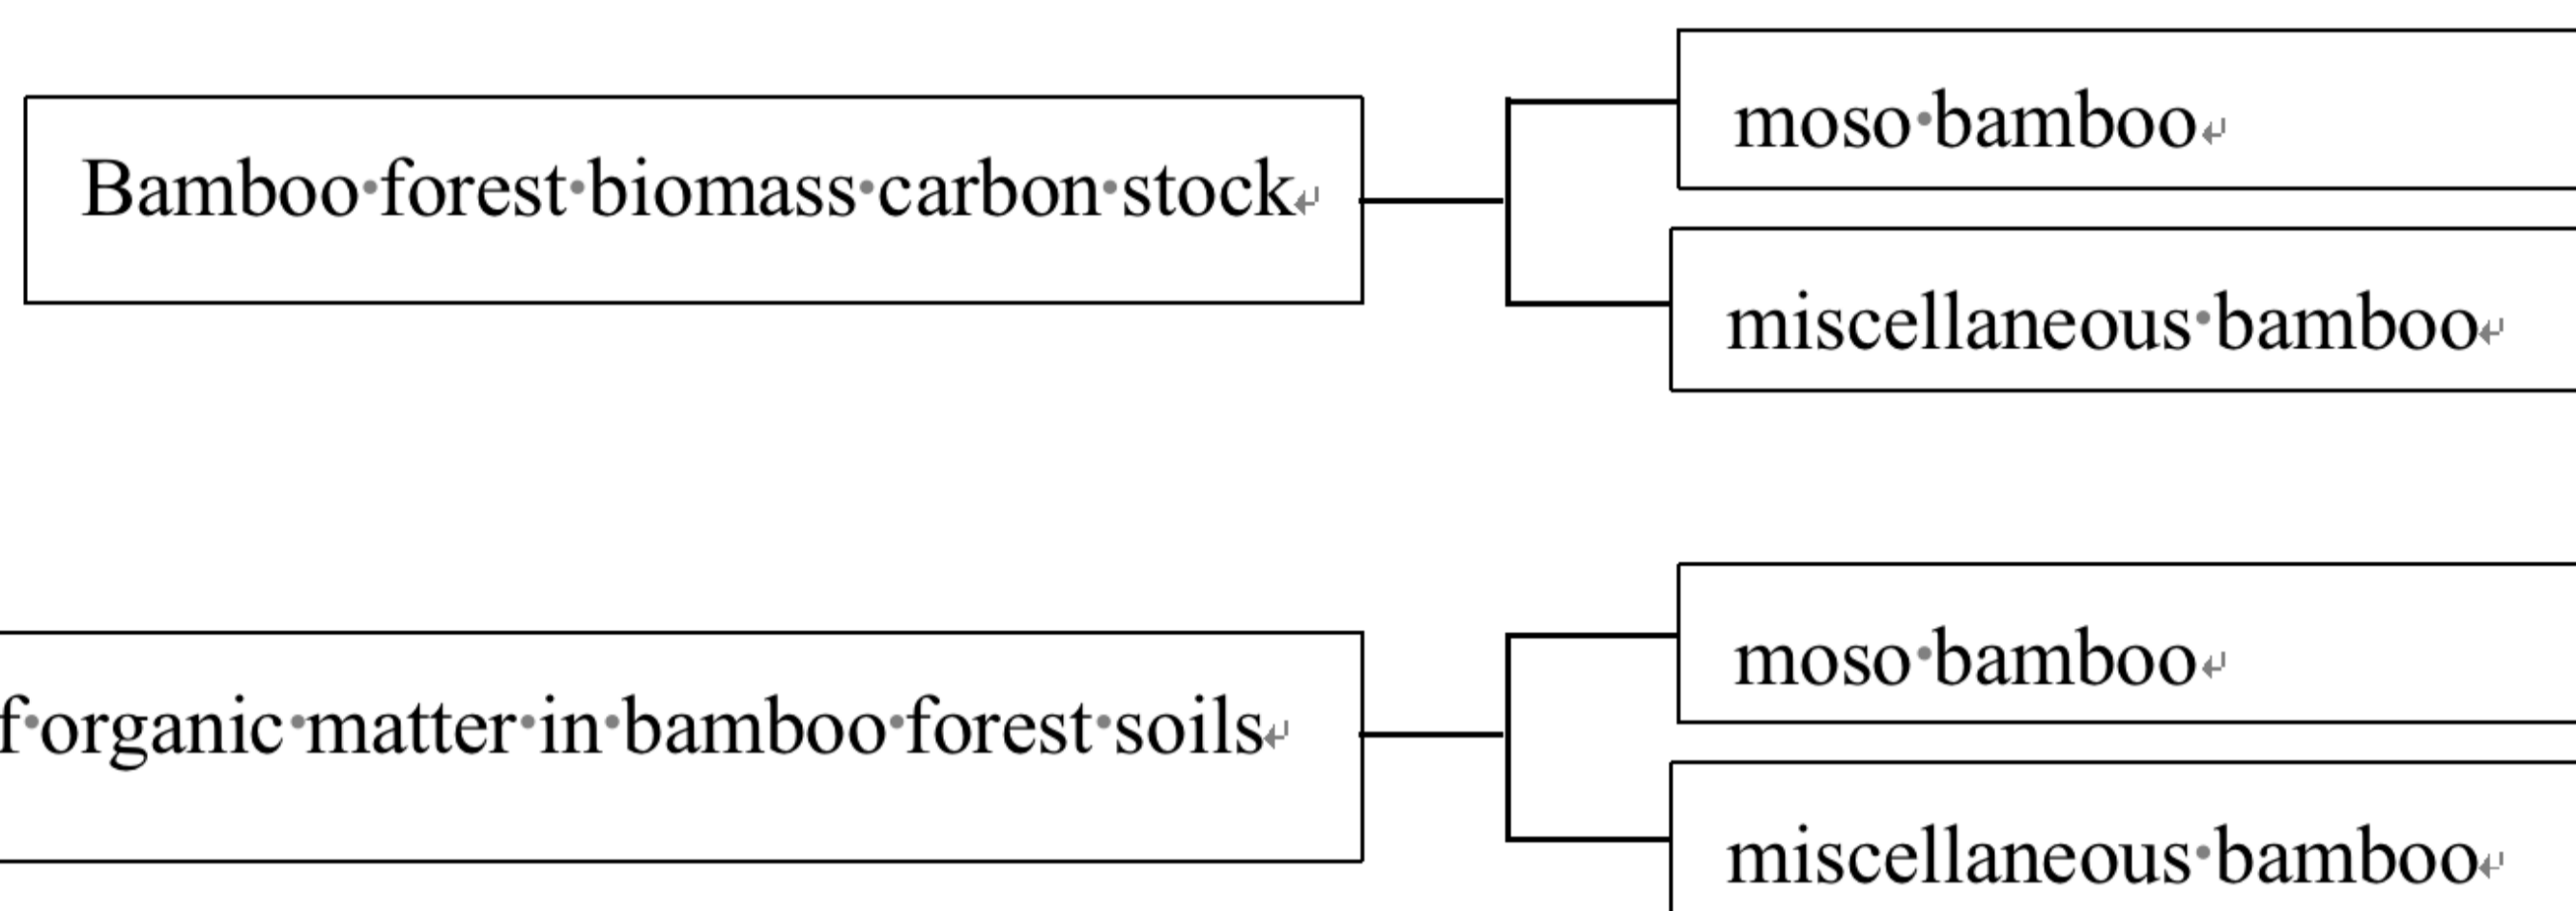 Bamboo forest biomass carbon stock
moso bamboo
miscellaneous bamboo
organic matter in bamboo forest soils
moso bamboo
miscellaneous bamboo